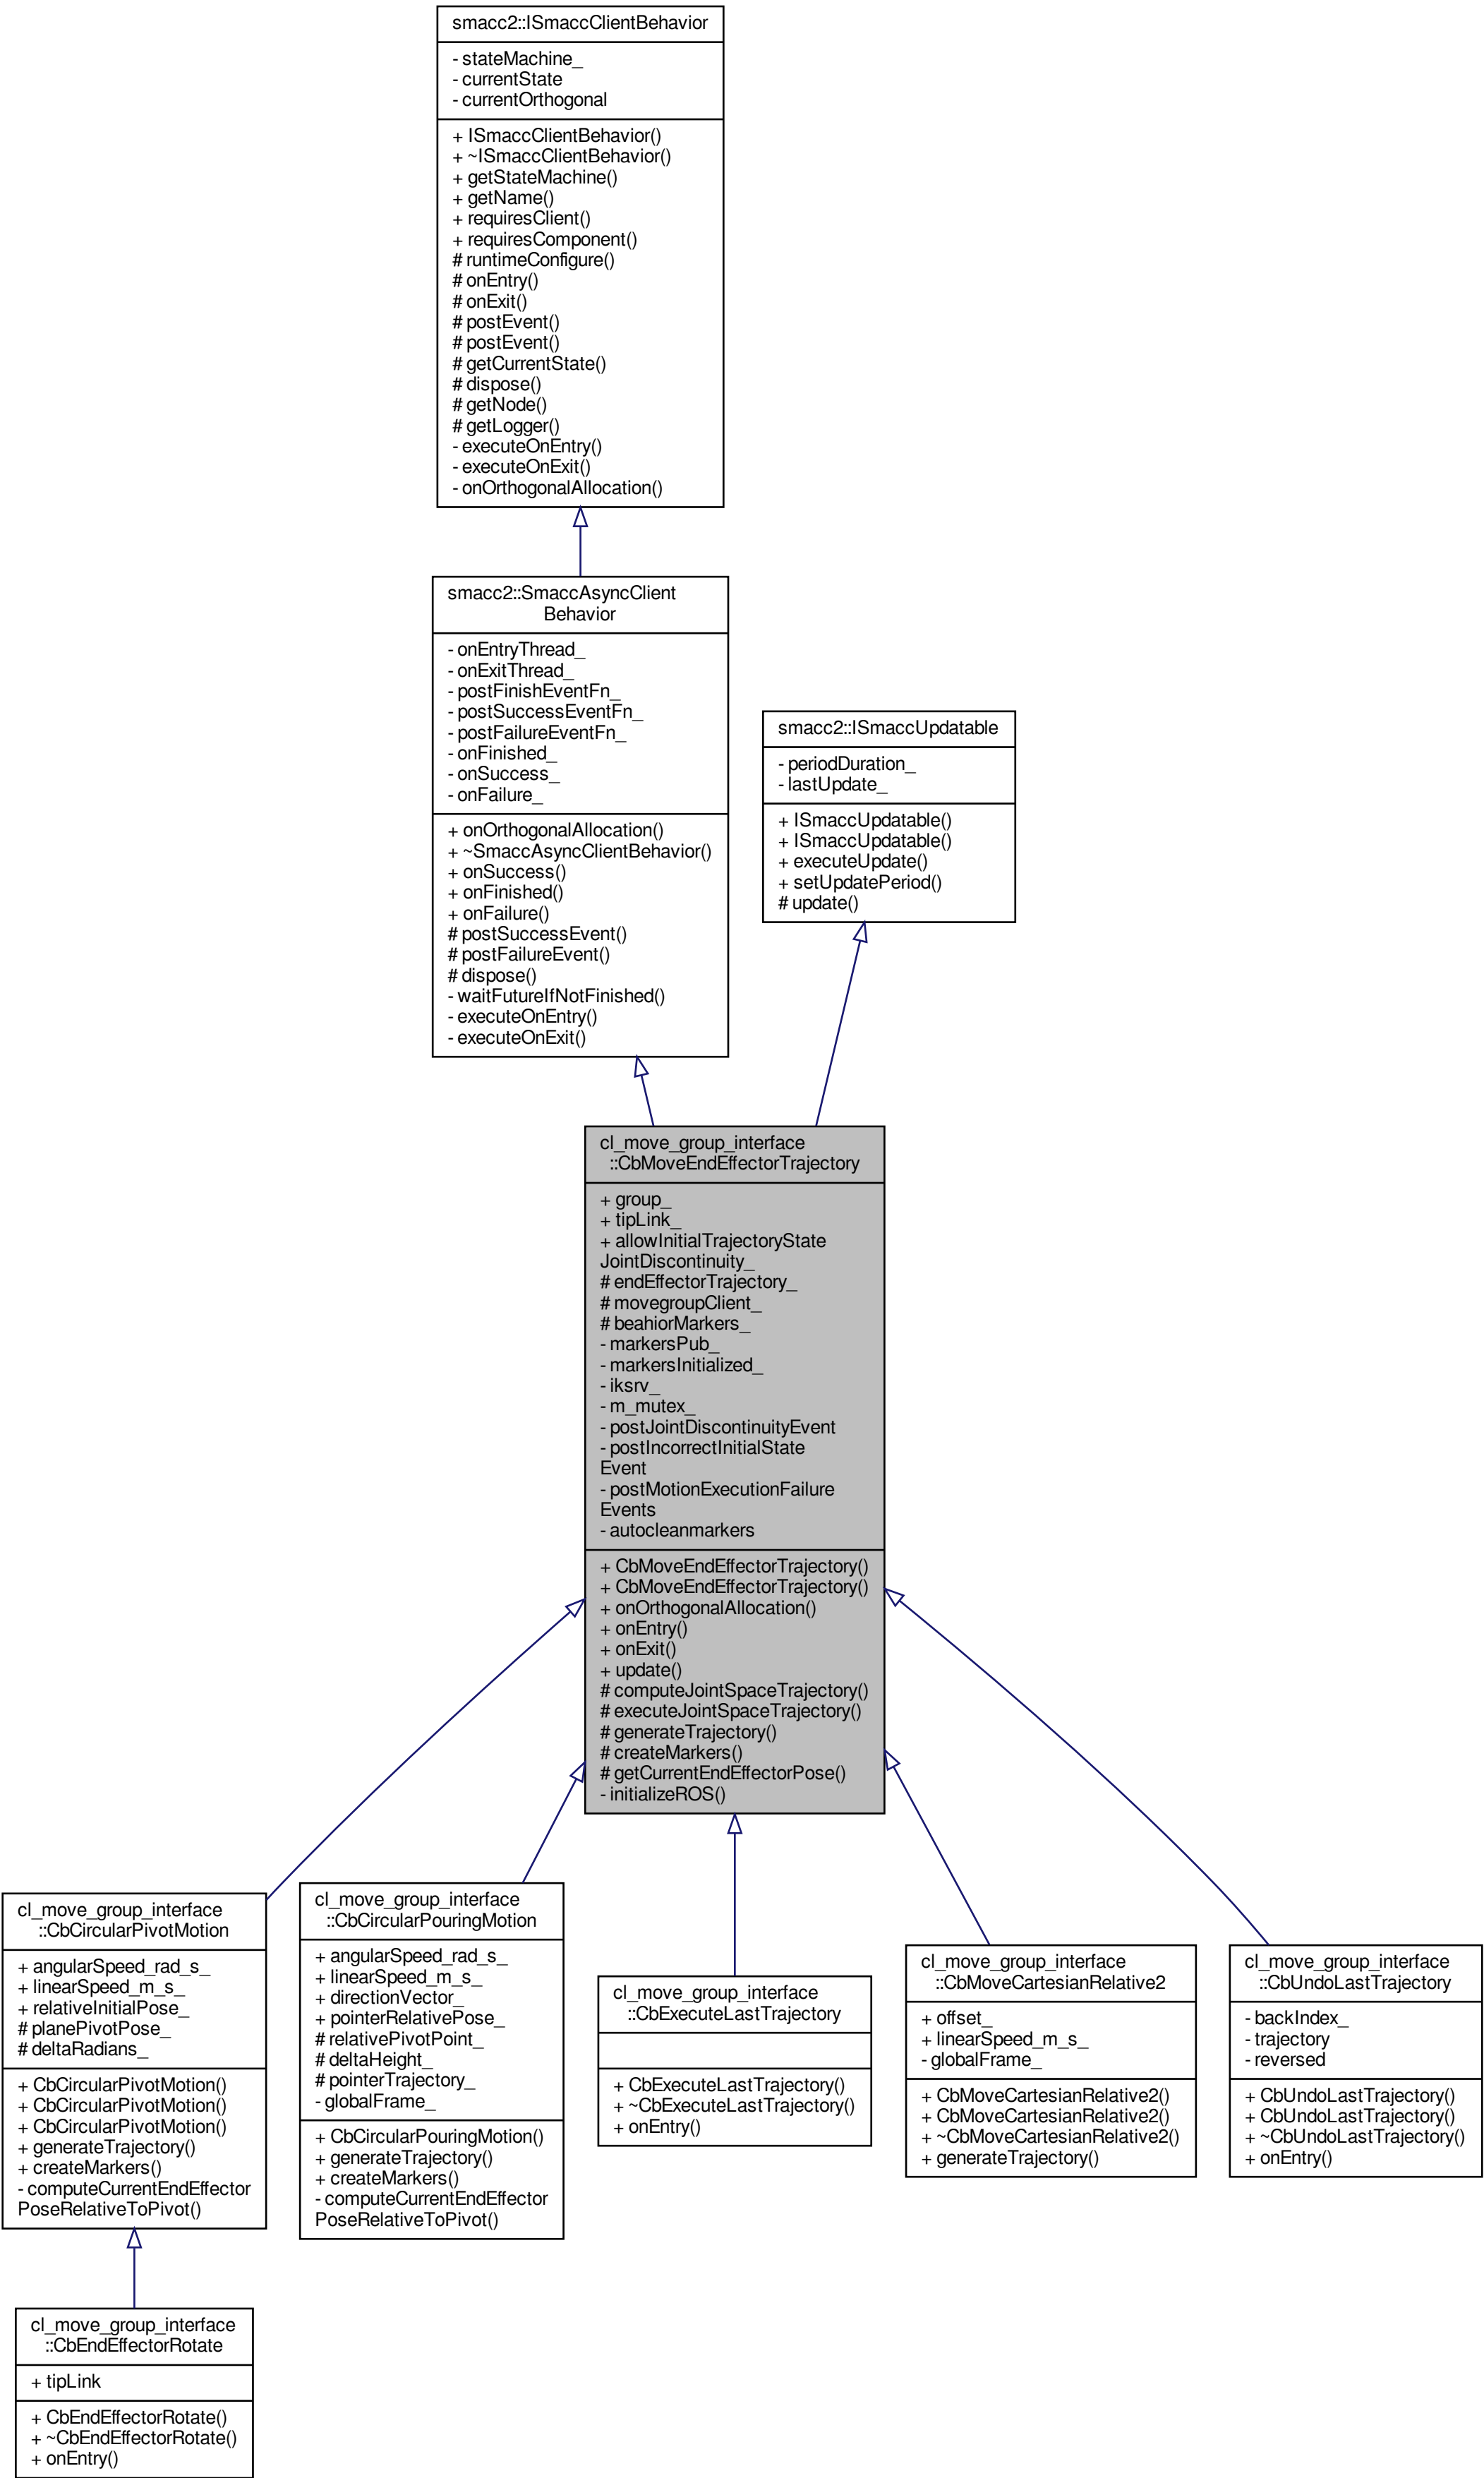 smacc2::ISmaccClientBehavior
- stateMachine_
- currentState
- currentOrthogonal
+ ISmaccClientBehavior()
+ ~ISmaccClientBehavior()
+ getStateMachine()
+ getName()
+ requiresClient()
+ requiresComponent()
# runtimeConfigure()
# onEntry()
# onExit()
# postEvent()
# postEvent()
# getCurrentState()
# dispose()
# getNode()
# getLogger()
- executeOnEntry()
- executeOnExit()
- onOrthogonalAllocation()
smacc2::SmaccAsyncClient
Behavior
- onEntryThread_
- onExitThread_
- postFinishEventFn_
- postSuccessEventFn_
- postFailureEventFn_
- onFinished_
- onSuccess_
- onFailure_
+ onOrthogonalAllocation()
+ ~SmaccAsyncClientBehavior()
+ onSuccess()
+ onFinished()
+ onFailure()
# postSuccessEvent()
# postFailureEvent()
# dispose()
- waitFutureIfNotFinished()
- executeOnEntry()
- executeOnExit()
smacc2::ISmaccUpdatable
- periodDuration_
- lastUpdate_
+ ISmaccUpdatable()
+ ISmaccUpdatable()
+ executeUpdate()
+ setUpdatePeriod()
# update()
cl_move_group_interface
::CbMoveEndEffectorTrajectory
+ group_
+ tipLink_
+ allowInitialTrajectoryState
JointDiscontinuity_
# endEffectorTrajectory_
# movegroupClient_
# beahiorMarkers_
- markersPub_
- markersInitialized_
- iksrv_
- m_mutex_
- postJointDiscontinuityEvent
- postIncorrectInitialState
Event
- postMotionExecutionFailure
Events
- autocleanmarkers
+ CbMoveEndEffectorTrajectory()
+ CbMoveEndEffectorTrajectory()
+ onOrthogonalAllocation()
+ onEntry()
+ onExit()
+ update()
# computeJointSpaceTrajectory()
# executeJointSpaceTrajectory()
# generateTrajectory()
# createMarkers()
# getCurrentEndEffectorPose()
- initializeROS()
cl_move_group_interface
::CbCircularPivotMotion
+ angularSpeed_rad_s_
+ linearSpeed_m_s_
+ relativeInitialPose_
# planePivotPose_
# deltaRadians_
+ CbCircularPivotMotion()
+ CbCircularPivotMotion()
+ CbCircularPivotMotion()
+ generateTrajectory()
+ createMarkers()
- computeCurrentEndEffector
PoseRelativeToPivot()
cl_move_group_interface
::CbCircularPouringMotion
+ angularSpeed_rad_s_
+ linearSpeed_m_s_
+ directionVector_
+ pointerRelativePose_
# relativePivotPoint_
# deltaHeight_
# pointerTrajectory_
- globalFrame_
+ CbCircularPouringMotion()
+ generateTrajectory()
+ createMarkers()
- computeCurrentEndEffector
PoseRelativeToPivot()
cl_move_group_interface
::CbExecuteLastTrajectory
+ CbExecuteLastTrajectory()
+ ~CbExecuteLastTrajectory()
+ onEntry()
cl_move_group_interface
::CbMoveCartesianRelative2
+ offset_
+ linearSpeed_m_s_
- globalFrame_
+ CbMoveCartesianRelative2()
+ CbMoveCartesianRelative2()
+ ~CbMoveCartesianRelative2()
+ generateTrajectory()
cl_move_group_interface
::CbUndoLastTrajectory
- backIndex_
- trajectory
- reversed
+ CbUndoLastTrajectory()
+ CbUndoLastTrajectory()
+ ~CbUndoLastTrajectory()
+ onEntry()
cl_move_group_interface
::CbEndEffectorRotate
+ tipLink
+ CbEndEffectorRotate()
+ ~CbEndEffectorRotate()
+ onEntry()